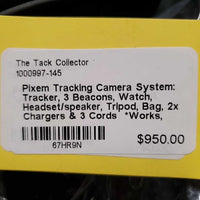 The Tack Collector
1000997-145
Pixem Tracking Camera System:
Tracker, 3 Beacons, Watch,
Headset/speaker, Tripod, Bag, 2x
Chargers & 3 Cords *Works,
$950.00
67HR9N